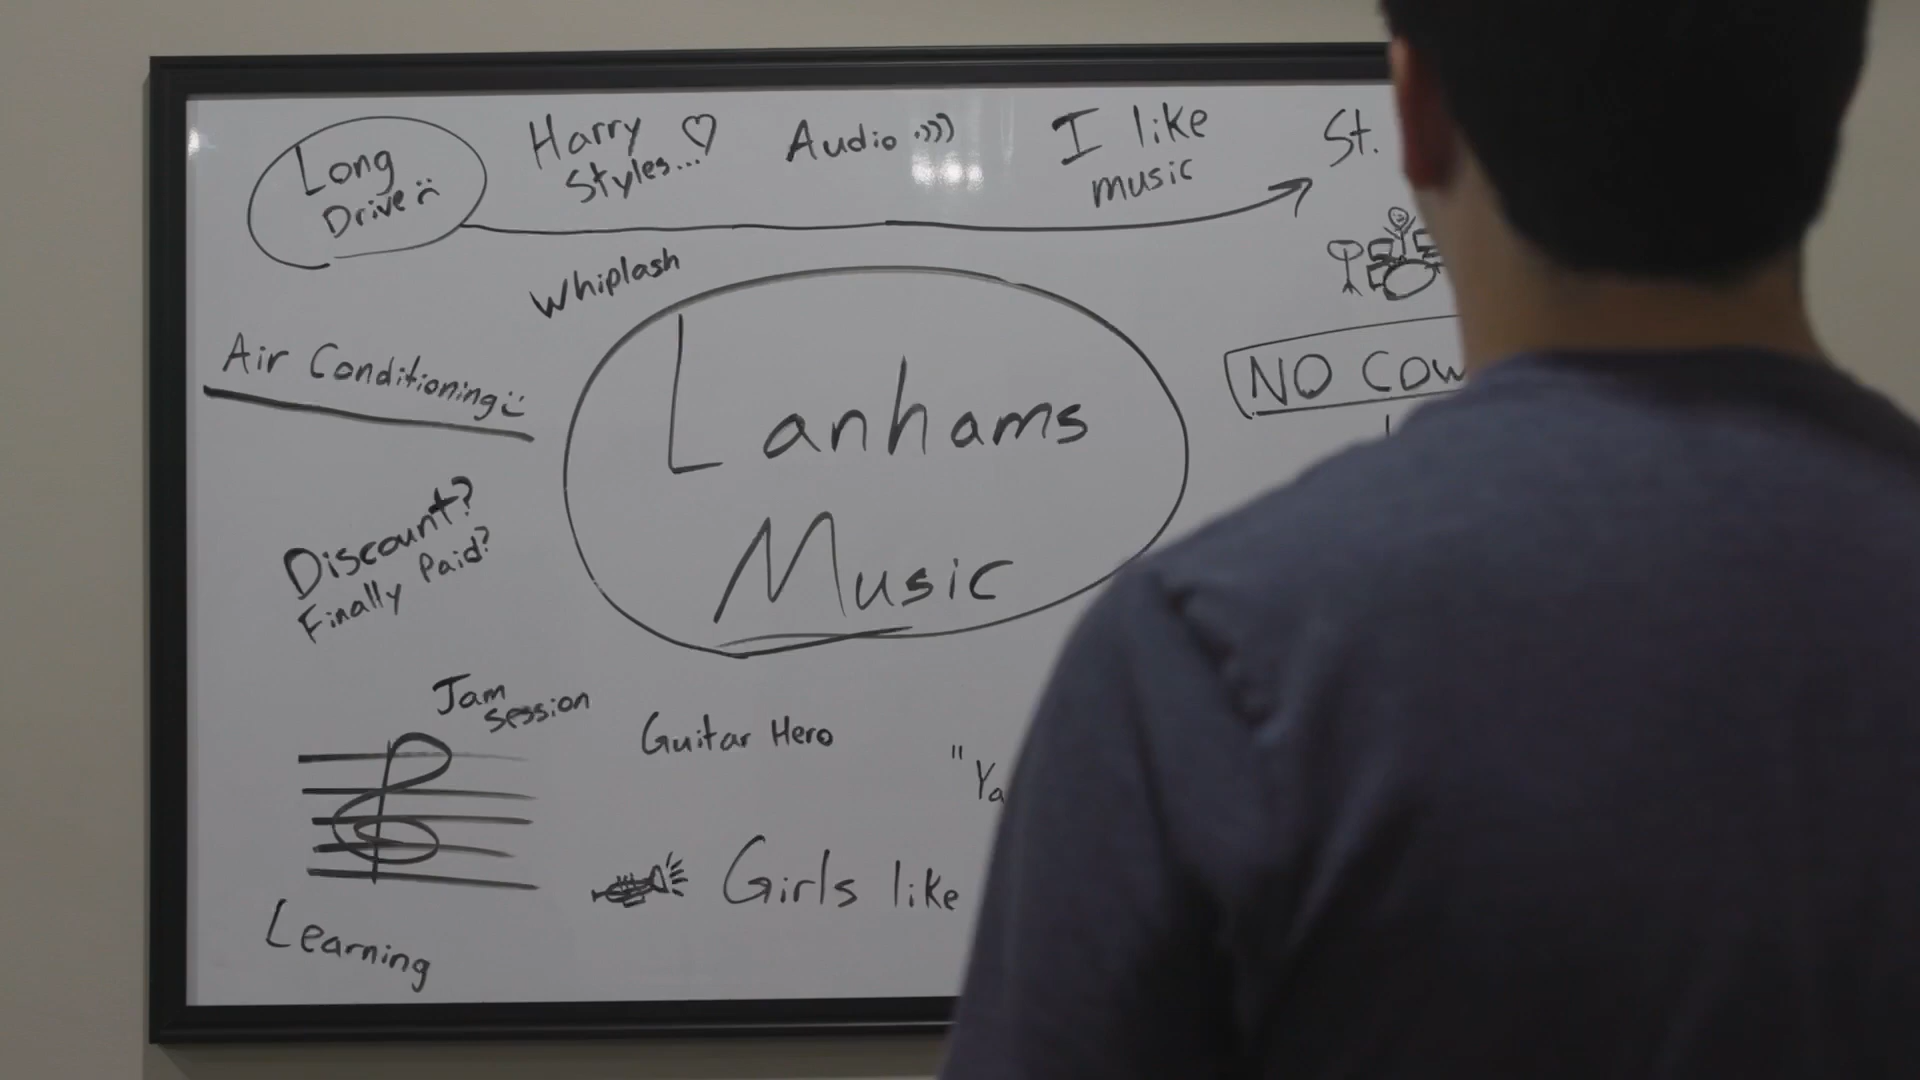 Long
Drive
Harry
Styles...
Audio
I like
music
St.
Whiplash
Air Conditioning
Lanhams
Music
NO
Discount?
Finally Paid?
Jam
Session
Guitar Hero
Girls like
Learning